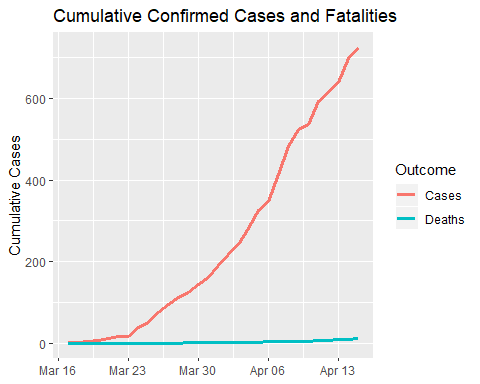 Cumulative Confirmed Cases and Fatalities
Cumulative Cases
600
400
200
0
Mar 16 Mar 23 Mar 30 Apr 06 Apr 13
Outcome
Cases
Deaths